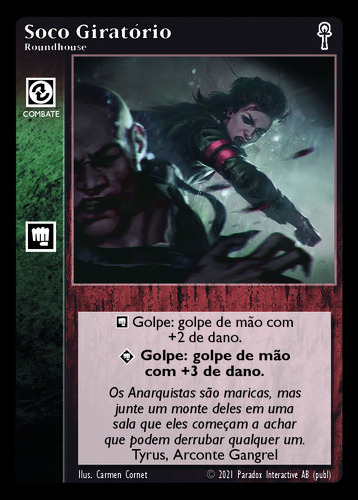 Soco Giratório
Roundhouse
COMBATE
Golpe: golpe de mão com
+2 de dano.
Golpe: golpe de mão
com +3 de dano.
Os Anarquistas são maricas, mas
junte um monte deles em uma
sala que eles começam a achar
que podem derrubar qualquer um.
Tyrus, Arconte Gangrel
Ilus. Carmen Cornet
© 2021 Paradox Interactive AB (publ)